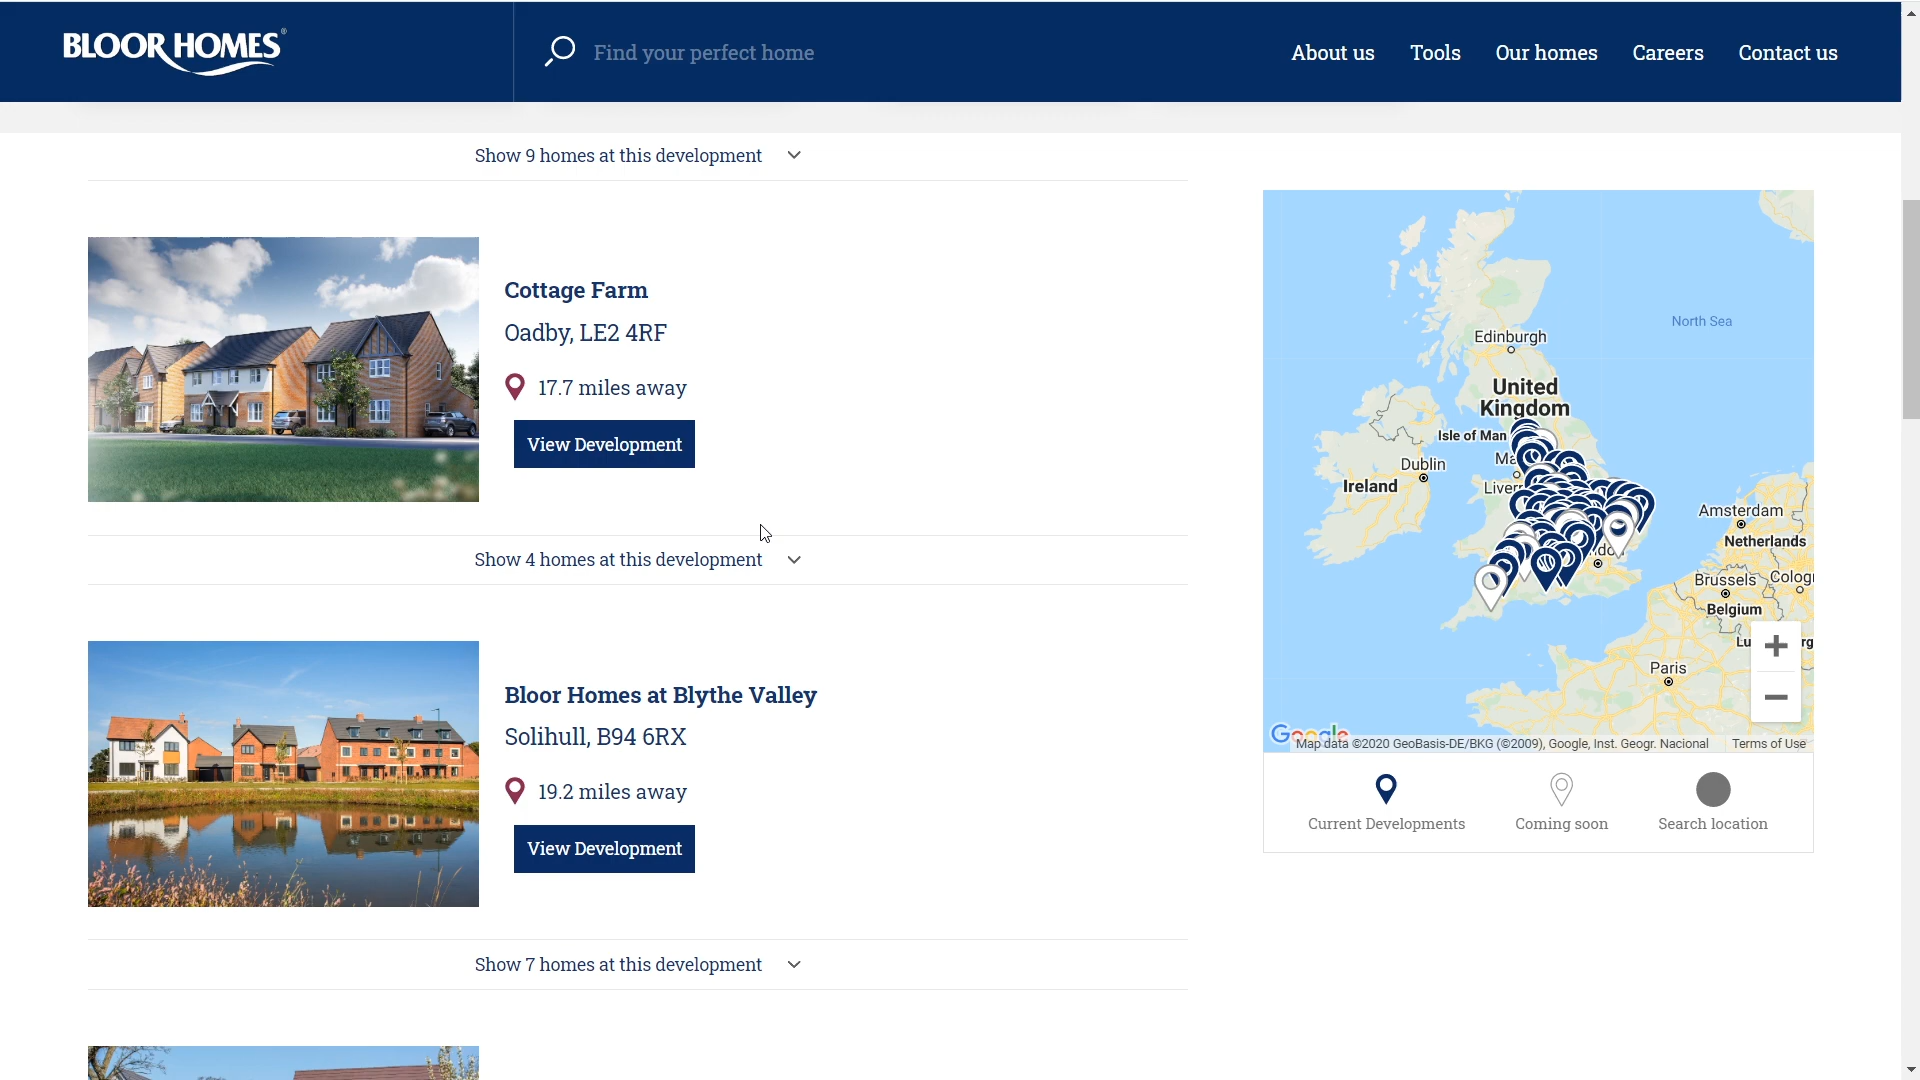 BLOOR HOMES®
Find your perfect home
About us
Tools
Our homes
Careers
Contact us
Show 9 homes at this development
Cottage Farm
Oadby, LE2 4RF
17.7 miles away
View Development
Show 4 homes at this development
Bloor Homes at Blythe Valley
Solihull, B94 6RX
19.2 miles away
View Development
Show 7 homes at this development
North Sea
Edinburgh
United
Kingdom
Isle of Man
Dublin
Ireland
Amsterdam
Netherlands
Brussels
Belgium
Paris
Google
Map data ©2020 GeoBasis-DE/BKG (©2009), Google, Inst. Geogr. Nacional
Terms of Use
Current Developments
Coming soon
Search location